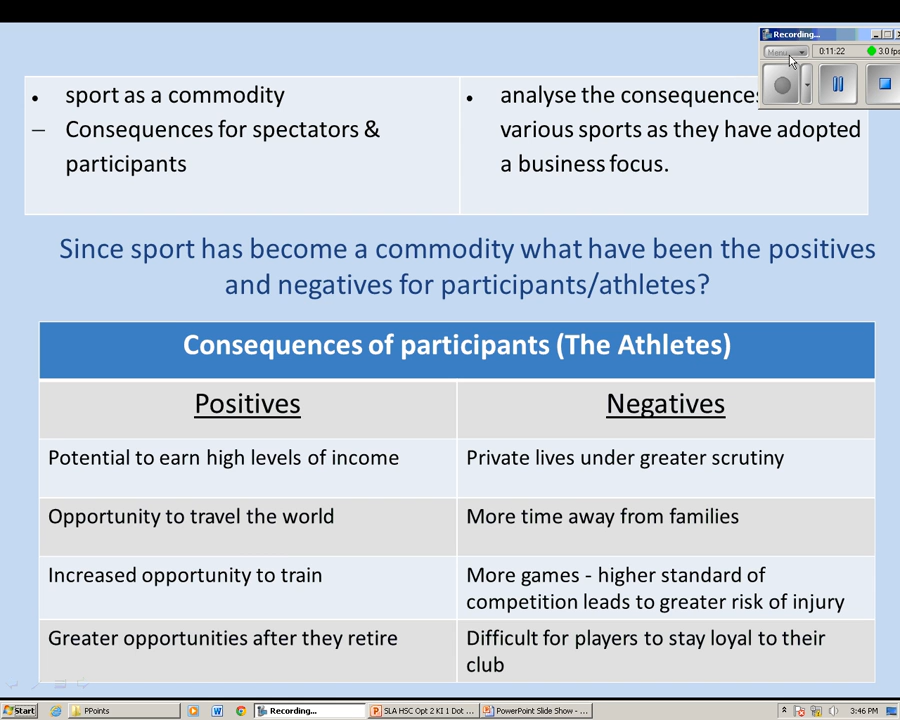 Recording...
Menu
0:11:22
3.0 fps
• sport as a commodity
– Consequences for spectators &
participants
• analyse the consequences
various sports as they have adopted
a business focus.
Since sport has become a commodity what have been the positives
and negatives for participants/athletes?
Consequences of participants (The Athletes)
Positives
Negatives
Potential to earn high levels of income
Private lives under greater scrutiny
Opportunity to travel the world
More time away from families
Increased opportunity to train
More games - higher standard of
competition leads to greater risk of injury
Greater opportunities after they retire
Difficult for players to stay loyal to their
club
Start
PPoints
Recording...
SLA HSC Opt 2 KI 1 Dot ...
PowerPoint Slide Show - ...
3:46 PM